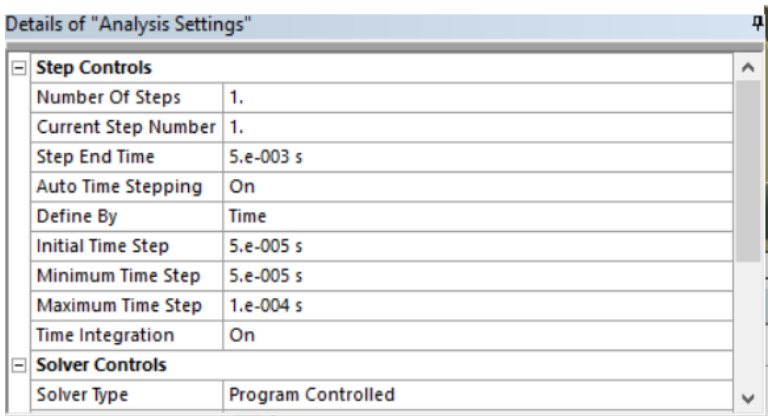 Details of "Analysis Settings"
Step Controls
Number Of Steps 1.
Current Step Number 1.
Step End Time 5.e-003 s
Auto Time Stepping On
Define By Time
Initial Time Step 5.e-005 s
Minimum Time Step 5.e-005 s
Maximum Time Step 1.e-004 s
Time Integration On
Solver Controls
Solver Type Program Controlled